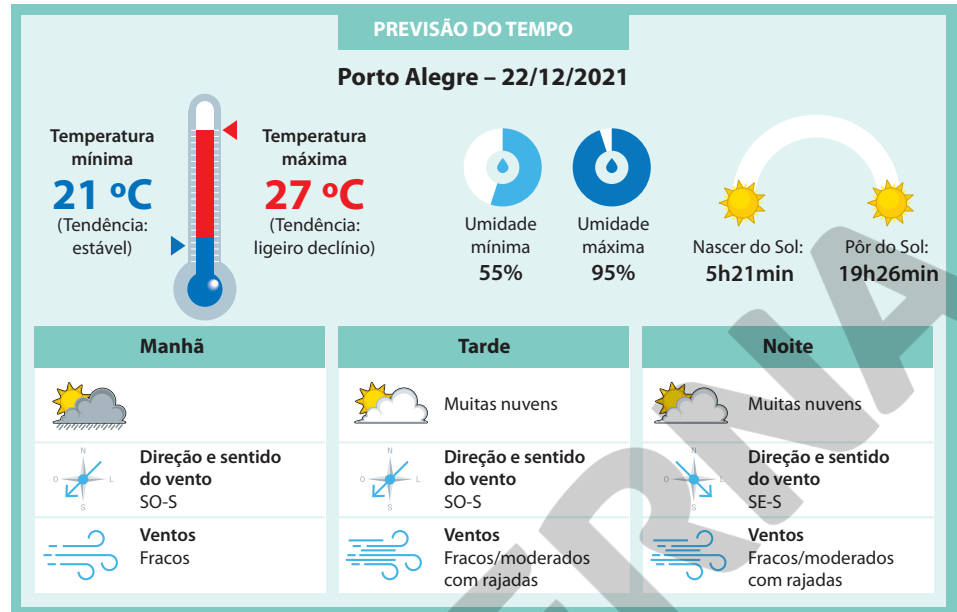 PREVISÃO DO TEMPO
Porto Alegre – 22/12/2021
Temperatura
mínima
21 ºC
(Tendência:
estável)
Temperatura
máxima
27 ºC
(Tendência:
ligeiro declínio)
Umidade
mínima
55%
Umidade
máxima
95%
Nascer do Sol:
5h21min
Pôr do Sol:
19h26min
Manhã
N
O
L
S
Direção e sentido
do vento
SO-S
Ventos
Fracos
Tarde
Muitas nuvens
N
O
L
S
Direção e sentido
do vento
SO-S
Ventos
Fracos/moderados
com rajadas
Noite
Muitas nuvens
N
O
L
S
Direção e sentido
do vento
SE-S
Ventos
Fracos/moderados
com rajadas
ERNA